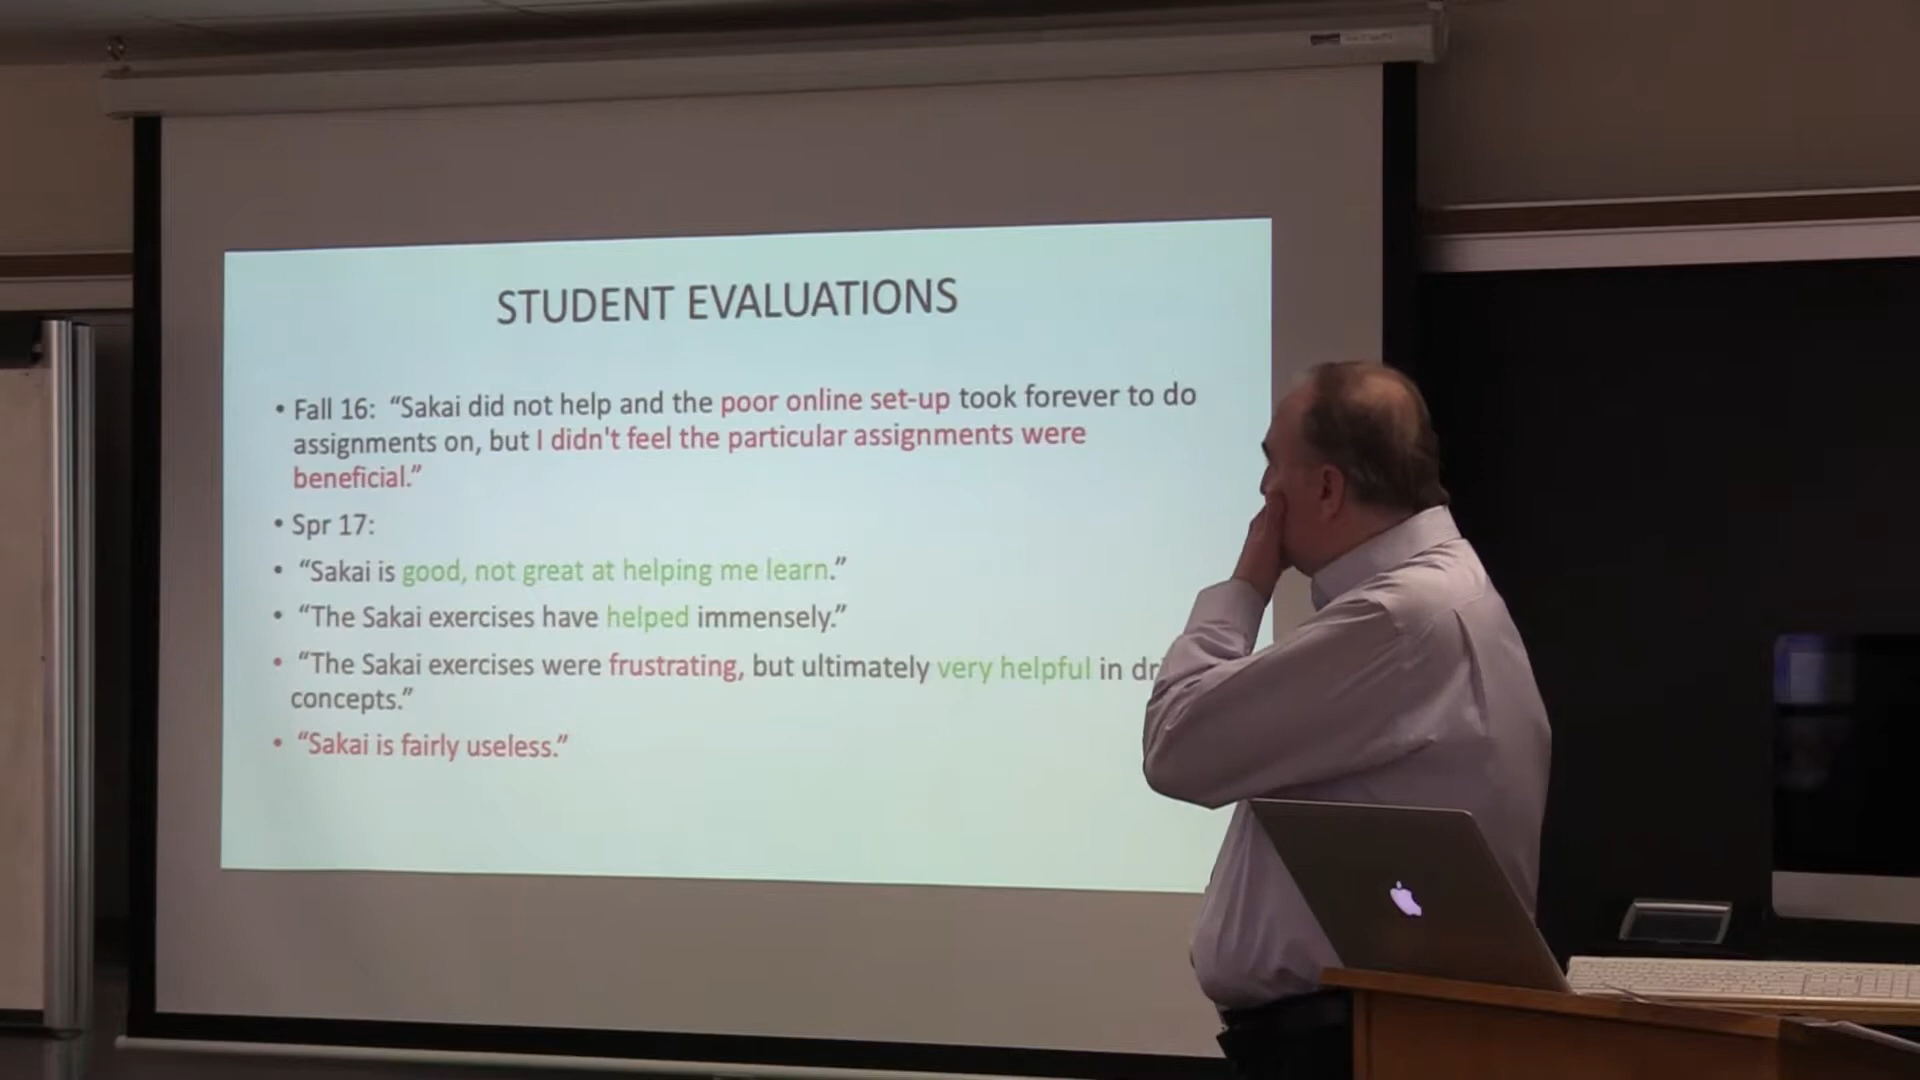 STUDENT EVALUATIONS
• Fall 16: “Sakai did not help and the poor online set-up took forever to do
assignments on, but I didn't feel the particular assignments were
beneficial.”
• Spr 17:
• “Sakai is good, not great at helping me learn.”
• “The Sakai exercises have helped immensely.”
• “The Sakai exercises were frustrating, but ultimately very helpful in
concepts.”
• “Sakai is fairly useless.”